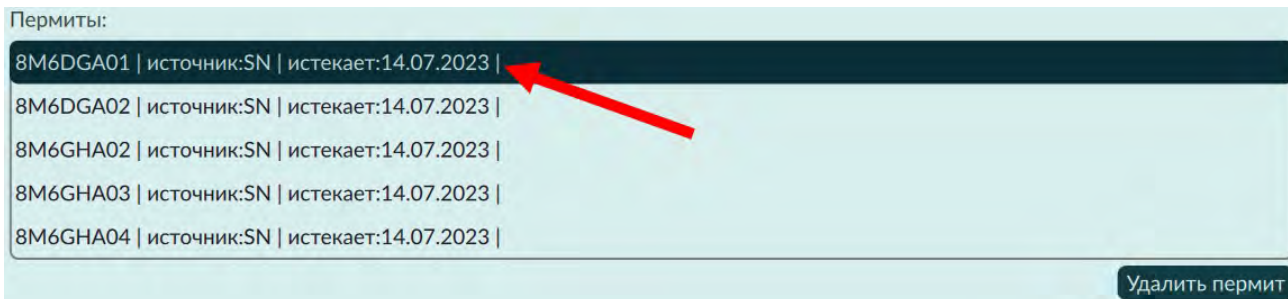 Пермиты:
8M6DGA01 | источник:SN | истекает:14.07.2023 |
8M6DGA02 | источник:SN | истекает:14.07.2023 |
8M6GHA02 | источник:SN | истекает:14.07.2023 |
8M6GHA03 | источник:SN | истекает:14.07.2023 |
8M6GHA04 | источник:SN | истекает:14.07.2023 |
Удалить пермит